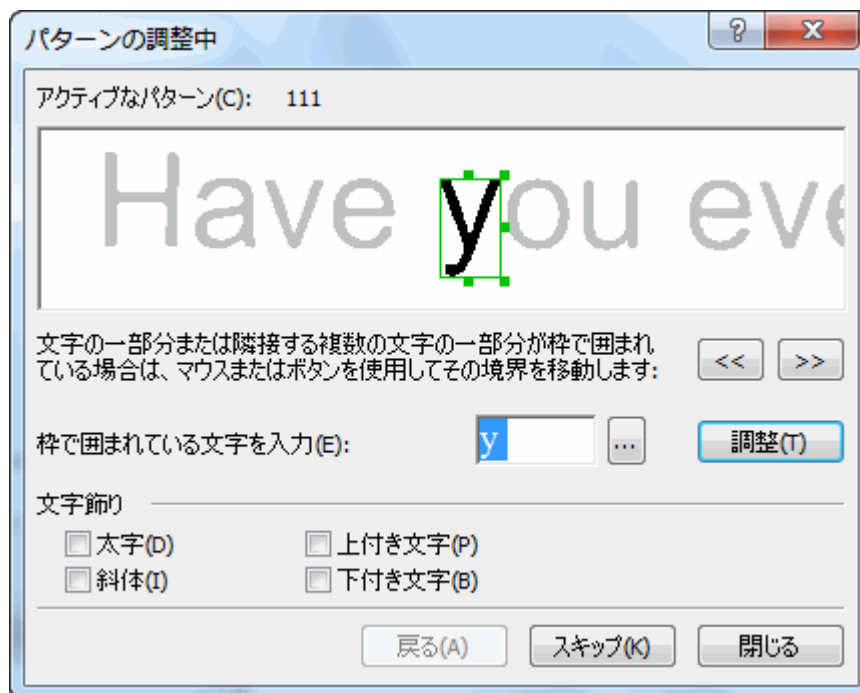 パターンの調整中
アクティブなパターン(C): 111
Have you eve
文字の一部分または隣接する複数の文字の一部分が枠で囲まれ
ている場合は、マウスまたはボタンを使用してその境界を移動します:
<< >>
枠で囲まれている文字を入力(E): y ... 調整(T)
文字飾り
太字(D) 上付き文字(P)
斜体(I) 下付き文字(B)
戻る(A) スキップ(K) 閉じる